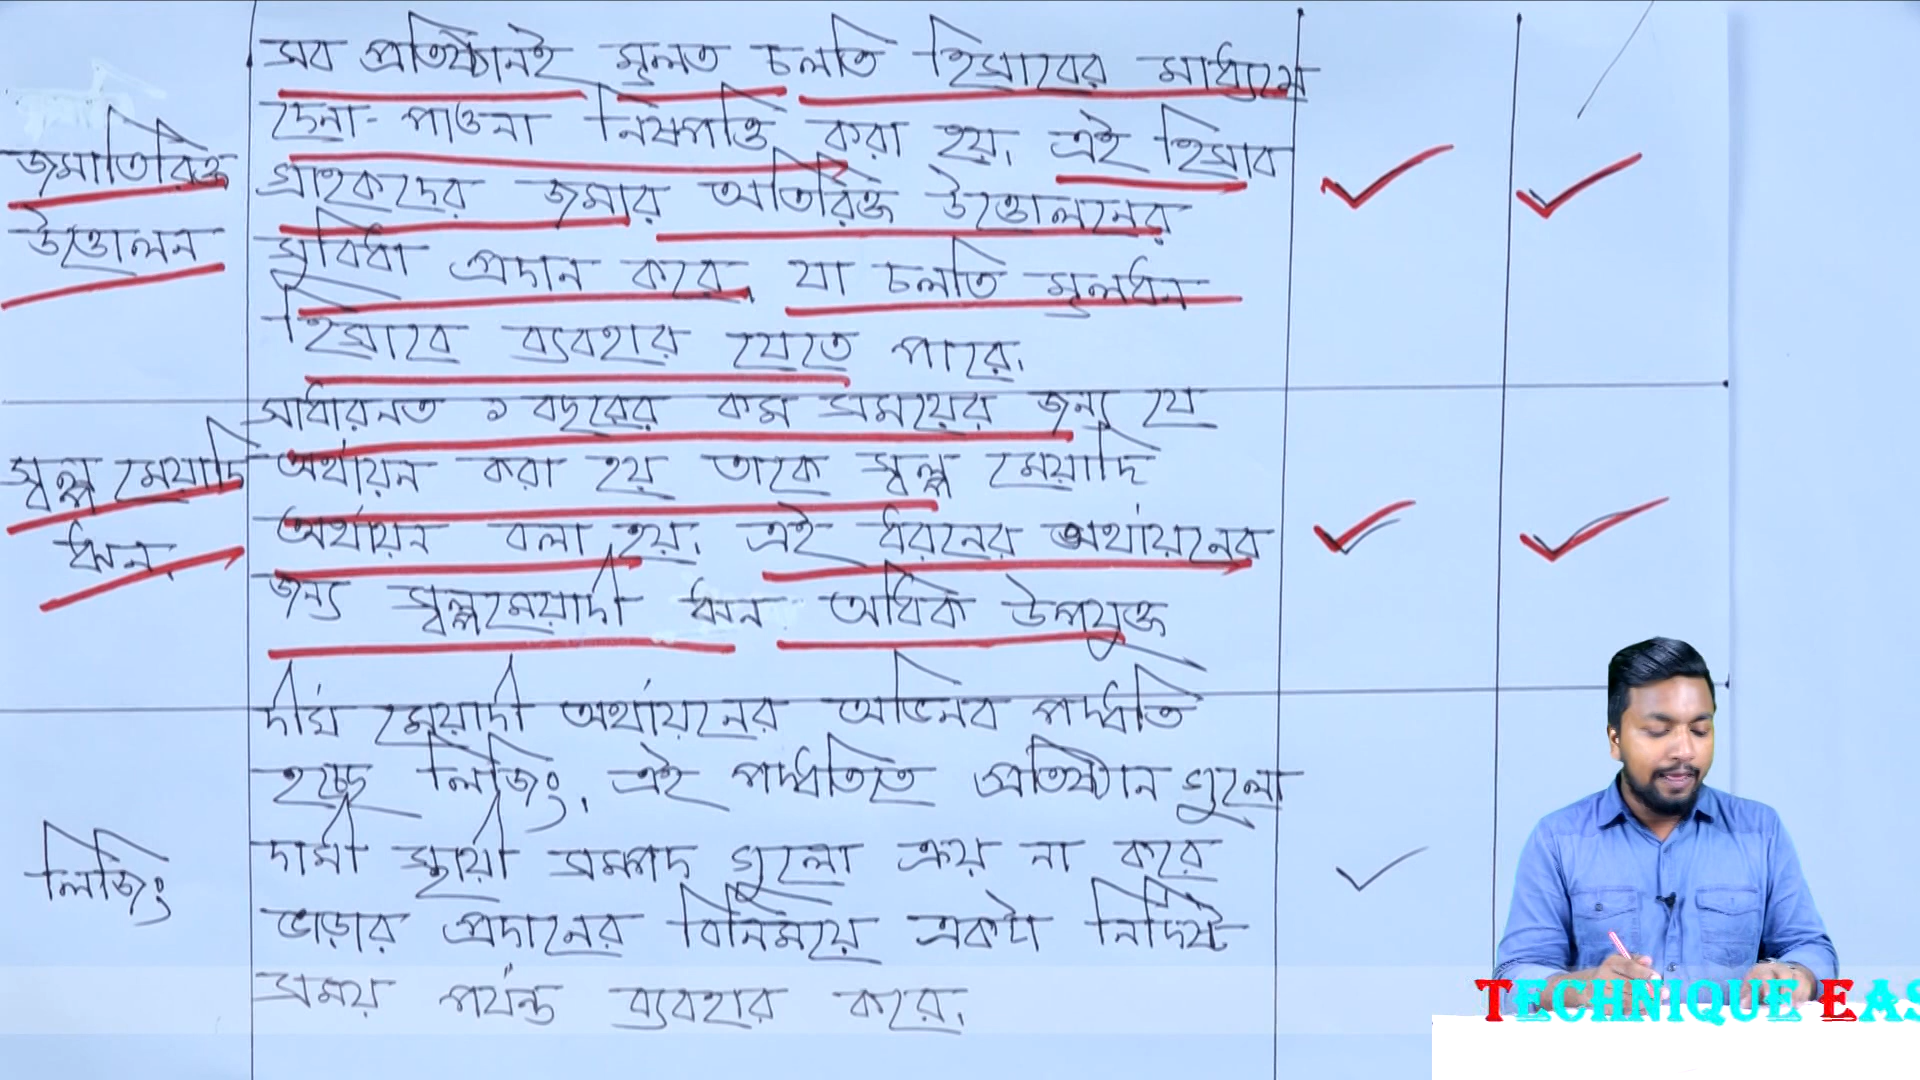 সব প্রতিষ্ঠানই মূলত চলতি হিসাবের মাধ্যমে
দেনা-পাওনা নিষ্পত্তি করা হয়। এই হিসাব
জমাতিরিক্ত
গ্রাহকদের জমার অতিরিক্ত উত্তোলনের
উত্তোলন
সুবিধা প্রদান করে, যা চলতি মূলধন
হিসাবে ব্যবহার যেতে পারে।
সাধারনত ১ বছরের কম সময়ের জন্য যে
স্বল্প মেয়াদি
অর্থায়ন করা হয় তাকে স্বল্প মেয়াদি
ঋন।
অর্থায়ন বলা হয়। এই ধরনের অর্থায়নের
জন্য স্বল্পমেয়াদী ঋন অধিক উপযুক্ত
দীর্ঘ মেয়াদী অর্থায়নের অভিনব পদ্ধতি
হচ্ছে লিজিং। এই পদ্ধতিতে প্রতিষ্ঠান গুলো
লিজিং
দামী স্থায়ী সম্পদ গুলো ক্রয় না করে
ভাড়ার প্রদানের বিনিময়ে একটা নির্দিষ্ট
সময় পর্যন্ত ব্যবহার করে।
TECHNIQUE EAS